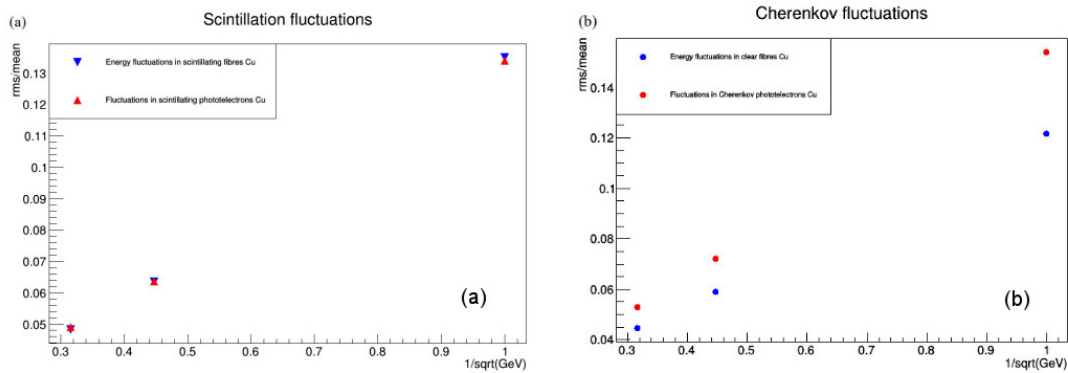 (a)
Scintillation fluctuations
rms/mean
Energy fluctuations in scintillating fibres Cu
Fluctuations in scintillating phototelectrons Cu
0.13
0.12
0.11
0.1
0.09
0.08
0.07
0.06
0.05
(a)
0.3 0.4 0.5 0.6 0.7 0.8 0.9 1
1/sqrt(GeV)
(b)
Cherenkov fluctuations
rms/mean
Energy fluctuations in clear fibres Cu
Fluctuations in Cherenkov phototelectrons Cu
0.14
0.12
0.1
0.08
0.06
0.04
(b)
0.3 0.4 0.5 0.6 0.7 0.8 0.9 1
1/sqrt(GeV)